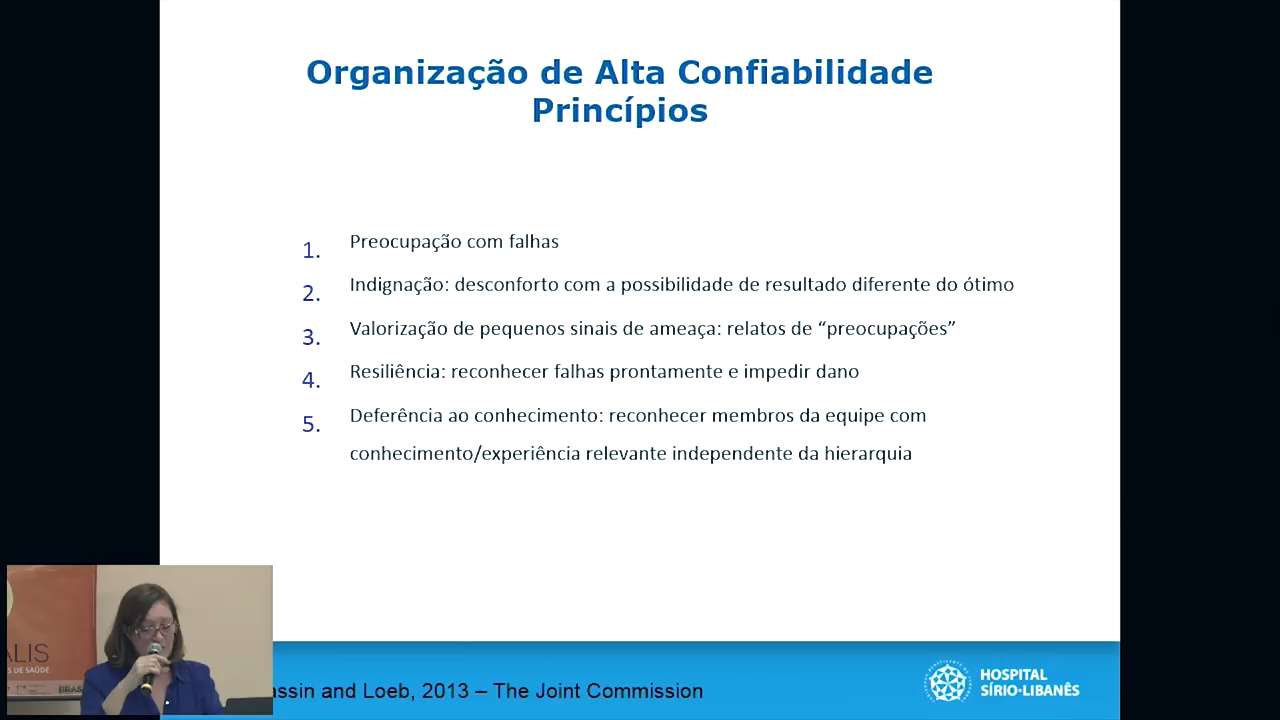 Organização de Alta Confiabilidade
Princípios
1. Preocupação com falhas
2. Indignação: desconforto com a possibilidade de resultado diferente do ótimo
3. Valorização de pequenos sinais de ameaça: relatos de “preocupações”
4. Resiliência: reconhecer falhas prontamente e impedir dano
5. Deferência ao conhecimento: reconhecer membros da equipe com
conhecimento/experiência relevante independente da hierarquia
ALIS
DE SAÚDE
assin and Loeb, 2013 – The Joint Commission
HOSPITAL
SÍRIO-LIBANÊS